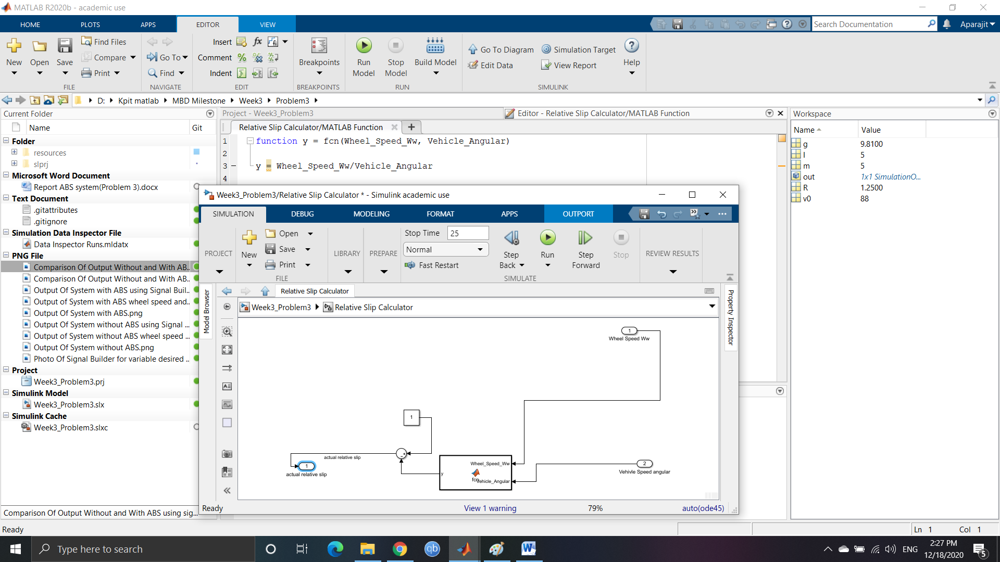 MATLAB R2020b - academic use
HOME PLOTS APPS EDITOR VIEW
Search Documentation
Aparajit
New
Open
Save
Find Files
Compare
Print
FILE
Go To
Find
NAVIGATE
Insert
fx
Comment
Indent
EDIT
Breakpoints
BREAKPOINTS
Run Model
Stop Model
Build Model
RUN
Go To Diagram
Edit Data
Simulation Target
View Report
Help
SIMULINK
D: Kpit matlab MBD Milestone Week3 Problem3
Current Folder
Name Git
Folder
resources
slprj
Microsoft Word Document
Report ABS system(Problem 3).docx
Text Document
.gitattributes
.gitignore
Simulation Data Inspector File
Data Inspector Runs.mldatx
PNG File
Comparison Of Output Without and With AB..
Comparison Of Output Without and With AB..
Output Of System with ABS using Signal Buil..
Output of System with ABS wheel speed and..
Output Of System with ABS.png
Output Of System without ABS using Signal ...
Output of System without ABS wheel speed ...
Output Of System without ABS.png
Photo Of Signal Builder for variable desired ..
Project
Week3_Problem3.prj
Simulink Model
Week3_Problem3.slx
Simulink Cache
Week3_Problem3.slxc
Comparison Of Output Without and With ABS using sig...
Ready
Project - Week3_Problem3
Editor - Relative Slip Calculator/MATLAB Function
Relative Slip Calculator/MATLAB Function
1 function y = fcn(Wheel_Speed_Ww, Vehicle_Angular)
2
3 y = Wheel_Speed_Ww/Vehicle_Angular
4
Workspace
Name Value
g 9.8100
I 5
m 5
out 1x1 SimulationO...
R 1.2500
v0 88
Week3_Problem3/Relative Slip Calculator * - Simulink academic use
SIMULATION DEBUG MODELING FORMAT APPS OUTPORT
PROJECT
New
Open
Save
Print
FILE
LIBRARY
PREPARE
Stop Time 25
Normal
Fast Restart
Step Back
Run
Step Forward
Stop
SIMULATE
REVIEW RESULTS
Model Browser
Relative Slip Calculator
Week3_Problem3 Relative Slip Calculator
Property Inspector
1
Wheel Speed Ww
1
actual relative slip
1
actual relative slip
Wheel_Speed_Ww
y
fcn
Vehicle_Angular
2
Vehivle Speed angular
Ready
View 1 warning
79%
auto(ode45)
Ln 1 Col 1
Type here to search
ENG
2:27 PM
12/18/2020
5